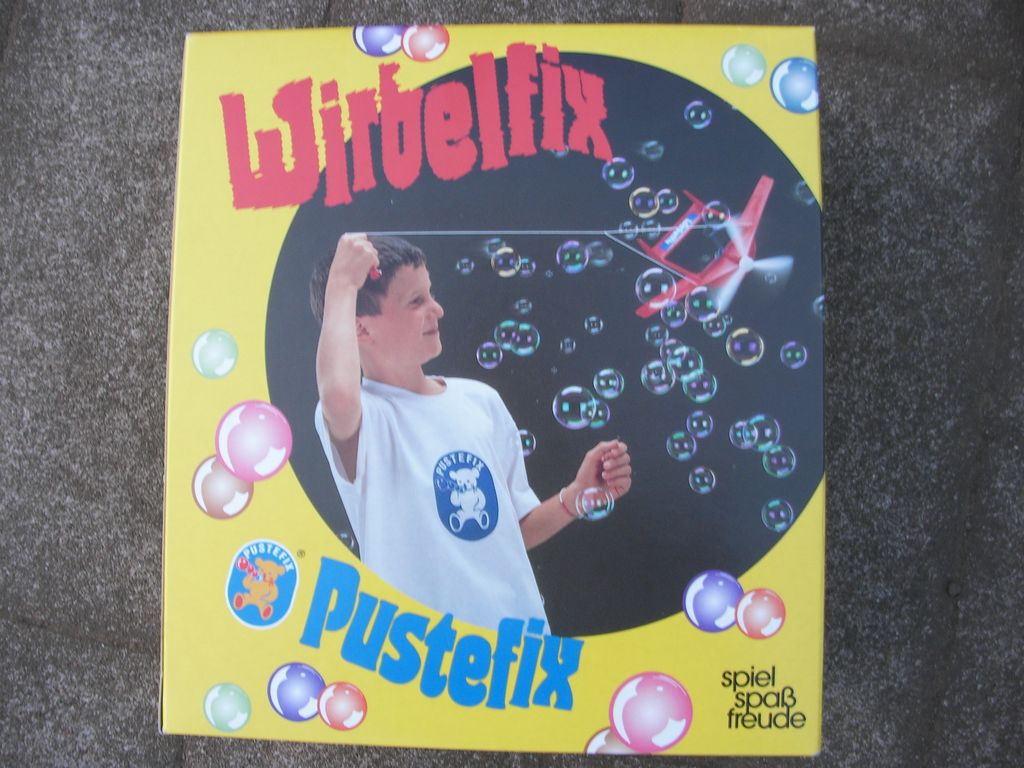 Wirbelfix
PUSTEFIX
PUSTEFIX ®
Pustefix
spiel
spaß
freude